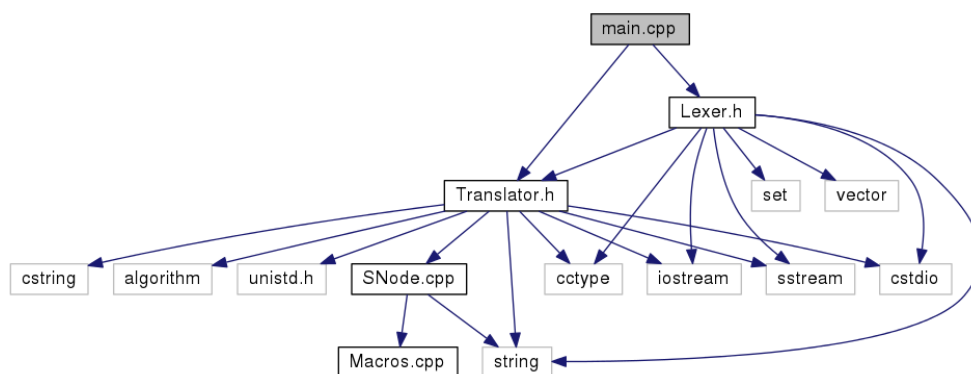 main.cpp
Lexer.h
Translator.h
set
vector
cstring
algorithm
unistd.h
SNode.cpp
cctype
iostream
sstream
cstdio
Macros.cpp
string